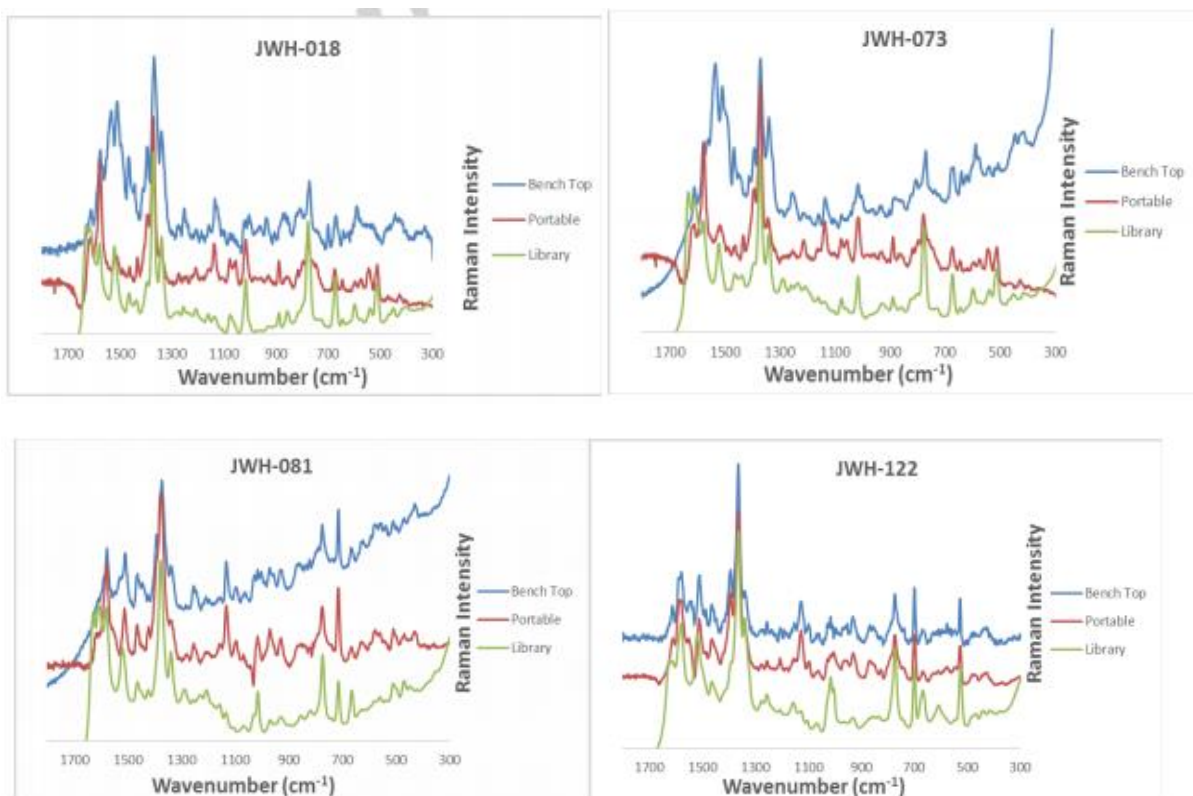 JWH-018
Raman Intensity
Bench Top
Portable
Library
1700 1500 1300 1100 900 700 500 300
Wavenumber (cm⁻¹)
JWH-073
Raman Intensity
Bench Top
Portable
Library
1700 1500 1300 1100 900 700 500 300
Wavenumber (cm⁻¹)
JWH-081
Raman Intensity
Bench Top
Portable
Library
1700 1500 1300 1100 900 700 500 300
Wavenumber (cm⁻¹)
JWH-122
Raman Intensity
Bench Top
Portable
Library
1700 1500 1300 1100 900 700 500 300
Wavenumber (cm⁻¹)